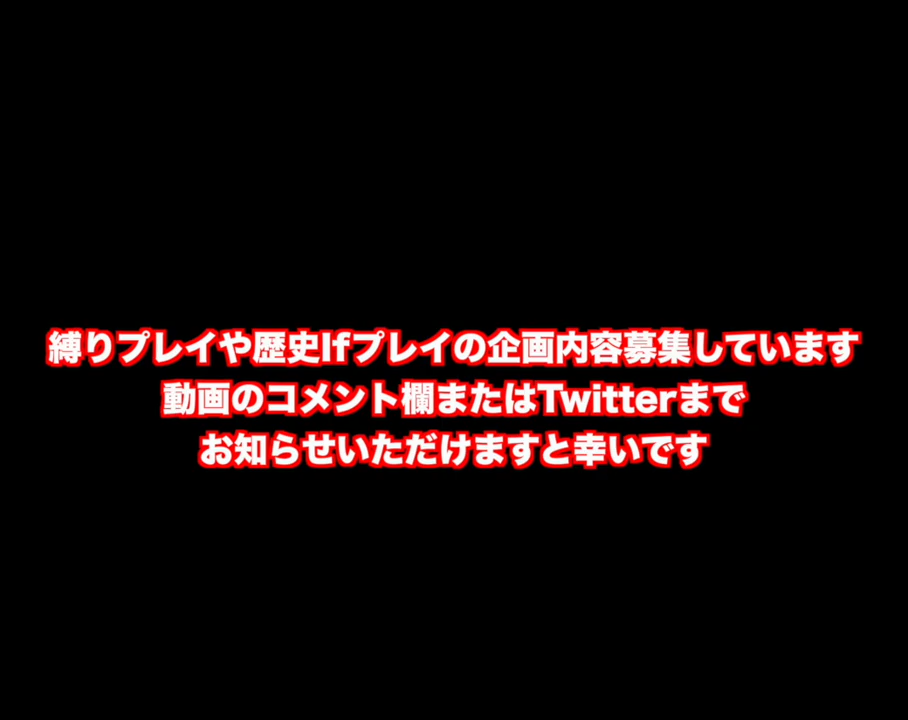 縛りプレイや歴史Ifプレイの企画内容募集しています
動画のコメント欄またはTwitterまで
お知らせいただけますと幸いです